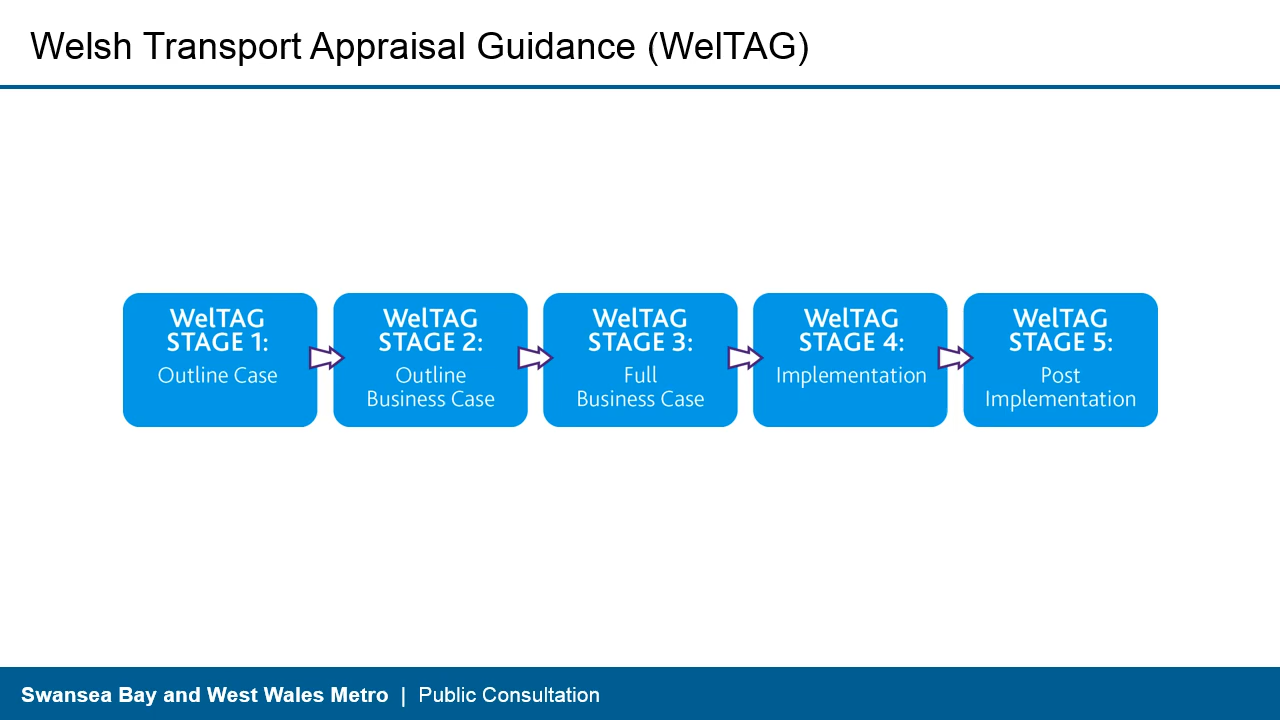 Welsh Transport Appraisal Guidance (WelTAG)
WelTAG
STAGE 1:
Outline Case
WelTAG
STAGE 2:
Outline
Business Case
WelTAG
STAGE 3:
Full
Business Case
WelTAG
STAGE 4:
Implementation
WelTAG
STAGE 5:
Post
Implementation
Swansea Bay and West Wales Metro | Public Consultation